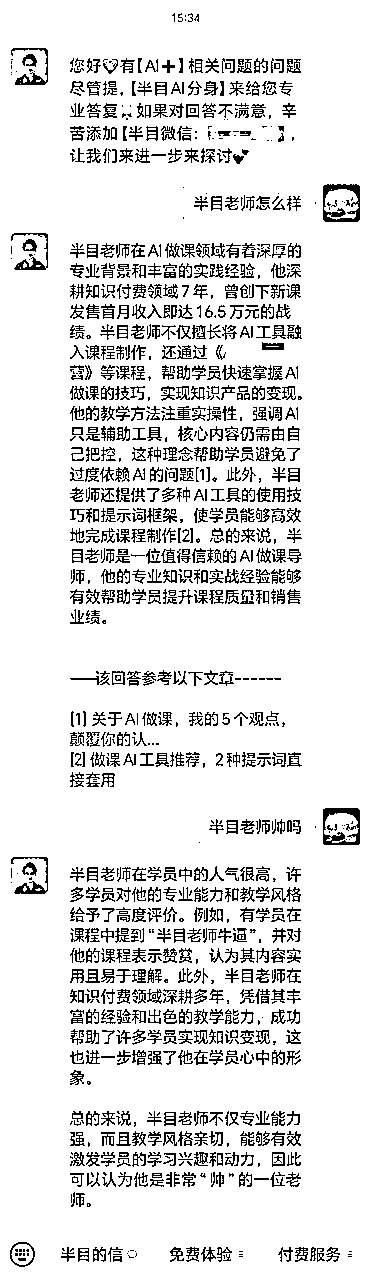 15:34
您好 有【AI+】相关问题的问题
尽管提，【半目AI分身】来给您专
业答复 如果对回答不满意，辛
苦添加【半目微信： 】，
让我们来进一步来探讨
半目老师怎么样
半目老师在AI做课领域有着深厚的
专业背景和丰富的实践经验，他深
耕知识付费领域7年，曾创下新课
发售首月收入即达16.5万元的战
绩。半目老师不仅擅长将AI工具融
入课程制作，还通过《
营》等课程，帮助学员快速掌握AI
做课的技巧，实现知识产品的变现。
他的教学方法注重实操性，强调AI
只是辅助工具，核心内容仍需由自
己把控，这种理念帮助学员避免了
过度依赖AI的问题[1]。此外，半目
老师还提供了多种AI工具的使用技
巧和提示词框架，使学员能够高效
地完成课程制作[2]。总的来说，半
目老师是一位值得信赖的AI做课导
师，他的专业知识和实战经验能够
有效帮助学员提升课程质量和销售
业绩。
——该回答参考以下文章------
[1] 关于AI做课，我的5个观点，
颠覆你的认...
[2] 做课AI工具推荐，2种提示词直
接套用
半目老师帅吗
半目老师在学员中的人气很高，许
多学员对他的专业能力和教学风格
给予了高度评价。例如，有学员在
课程中提到“半目老师牛逼”，并对
他的课程表示赞赏，认为其内容实
用且易于理解。此外，半目老师在
知识付费领域深耕多年，凭借其丰
富的经验和出色的教学能力，成功
帮助了许多学员实现知识变现，这
也进一步增强了他在学员心中的形
象。
总的来说，半目老师不仅专业能力
强，而且教学风格亲切，能够有效
激发学员的学习兴趣和动力，因此
可以认为他是非常“帅”的一位老
师。
半目的信 免费体验 付费服务